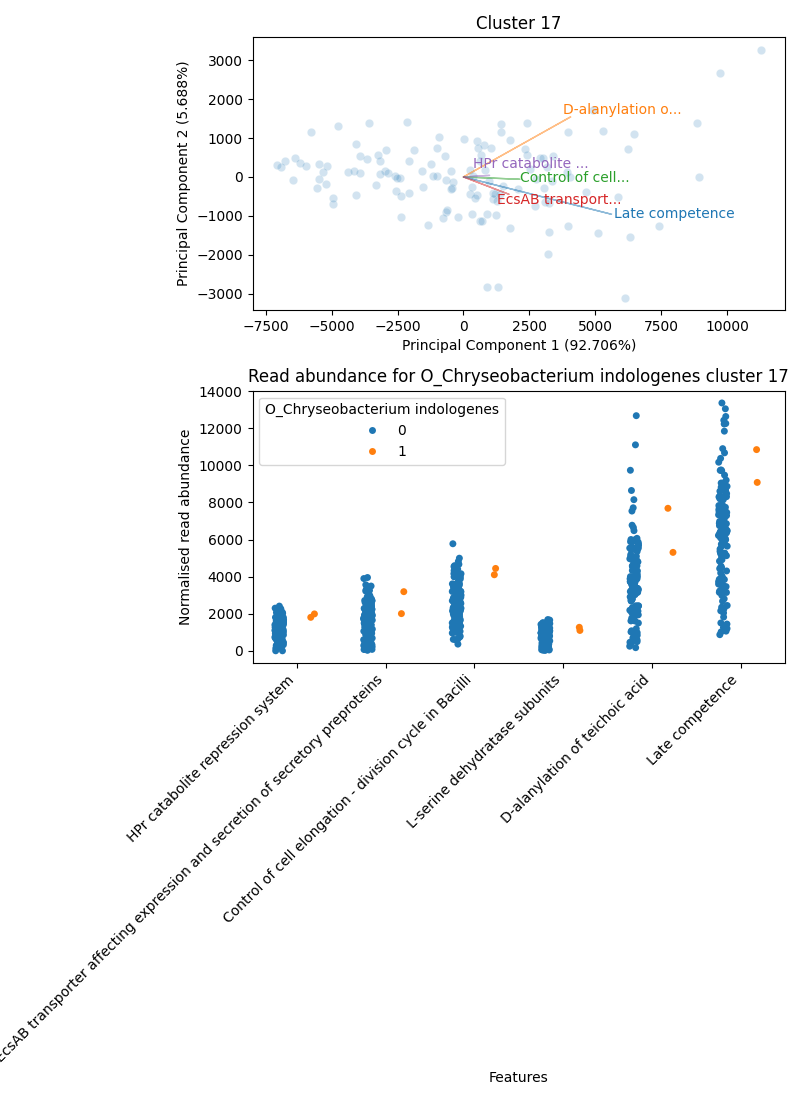 Cluster 17
3000
2000
1000
0
−1000
−2000
−3000
Principal Component 2 (5.688%)
D-alanylation o...
HPr catabolite ...
Control of cell...
EcsAB transport...
Late competence
−7500
−5000
−2500
0
2500
5000
7500
10000
Principal Component 1 (92.706%)
Read abundance for O_Chryseobacterium indologenes cluster 17
14000
12000
10000
8000
6000
4000
2000
0
Normalised read abundance
O_Chryseobacterium indologenes
0
1
HPr catabolite repression system
EcsAB transporter affecting expression and secretion of secretory preproteins
Control of cell elongation - division cycle in Bacilli
L-serine dehydratase subunits
D-alanylation of teichoic acid
Late competence
Features